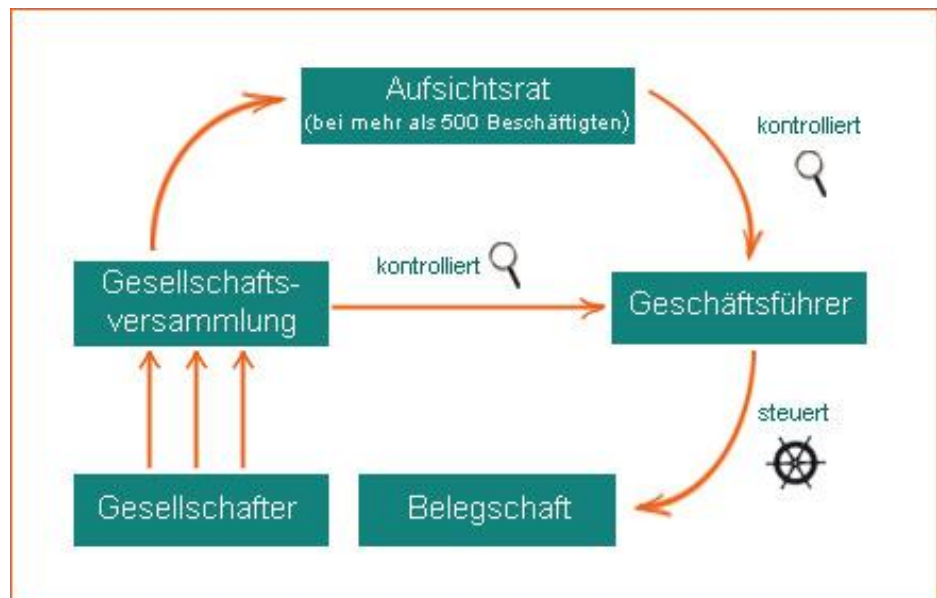 Aufsichtsrat
(bei mehr als 500 Beschäftigten)
kontrolliert
kontrolliert
Gesellschafts-
versammlung
Geschäftsführer
steuert
Gesellschafter
Belegschaft